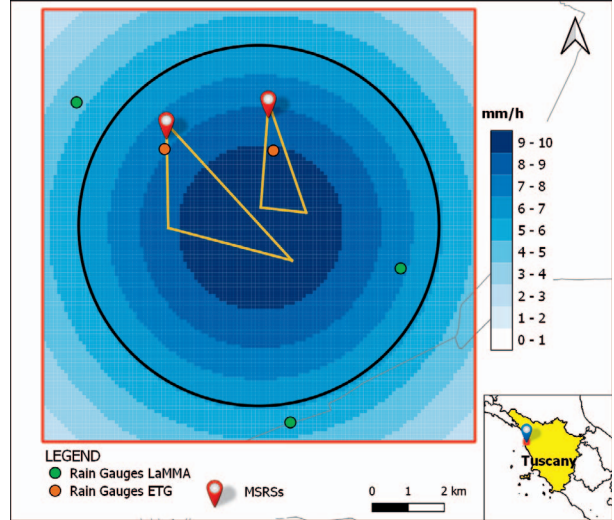 mm/h
9 - 10
8 - 9
7 - 8
6 - 7
5 - 6
4 - 5
3 - 4
2 - 3
1 - 2
0 - 1
LEGEND
Rain Gauges LaMMA
Rain Gauges ETG
MSRSs
0 1 2 km
Tuscany